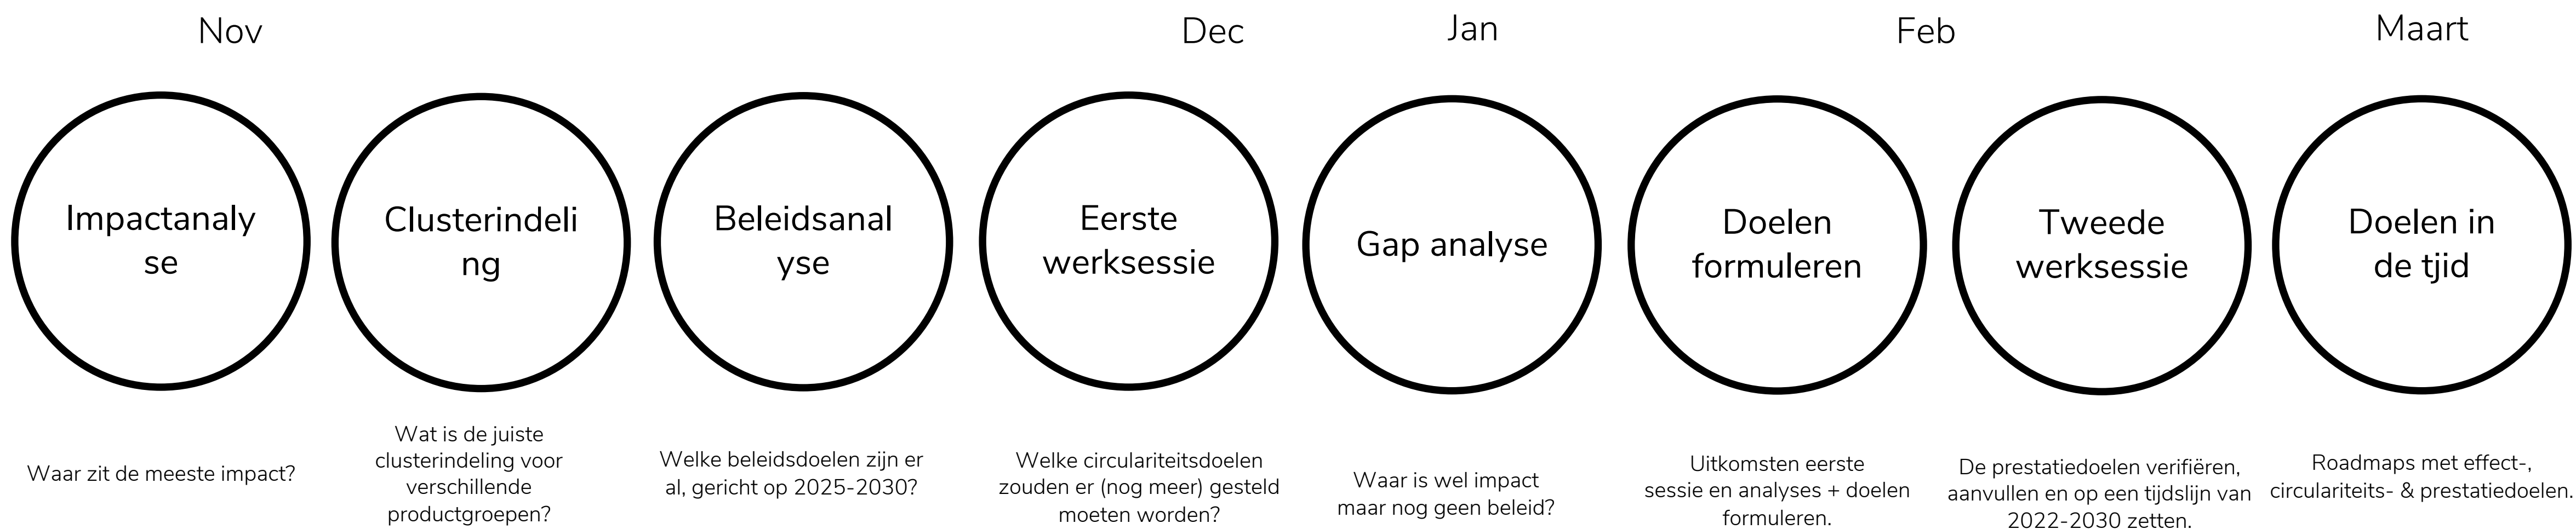 Nov
Dec
Jan
Feb
Maart
Impactanaly
se
Clusterindeli
ng
Beleidsanal
yse
Eerste
werksessie
Gap analyse
Doelen
formuleren
Tweede
werksessie
Doelen in
de tjid
Waar zit de meeste impact?
Wat is de juiste
clusterindeling voor
verschillende
productgroepen?
Welke beleidsdoelen zijn er
al, gericht op 2025-2030?
Welke circulariteitsdoelen
zouden er (nog meer) gesteld
moeten worden?
Waar is wel impact
maar nog geen beleid?
Uitkomsten eerste
sessie en analyses + doelen
formuleren.
De prestatiedoelen verifiëren,
aanvullen en op een tijdslijn van
2022-2030 zetten.
Roadmaps met effect-,
circulariteits- & prestatiedoelen.